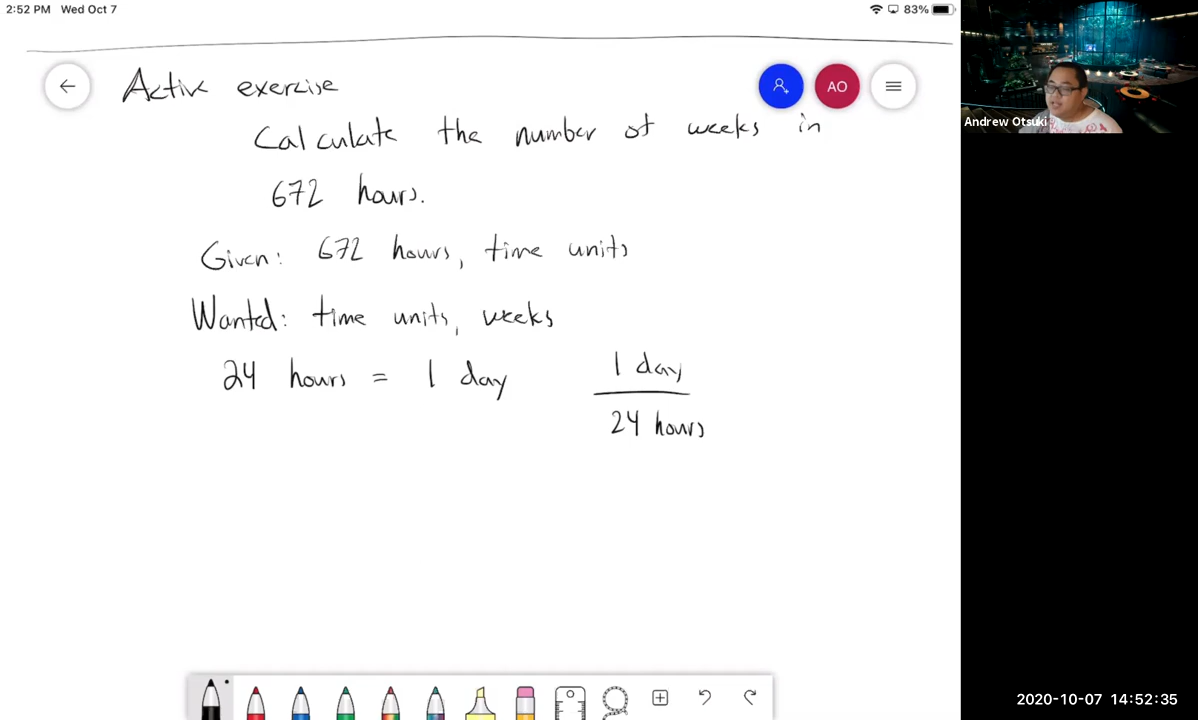 2:52 PM Wed Oct 7
83%
Active exercise
AO
Calculate the number of weeks in
672 hours.
Given: 672 hours, time units
Wanted: time units, weeks
24 hours = 1 day
1 day
24 hours
Andrew Otsuki
2020-10-07 14:52:35